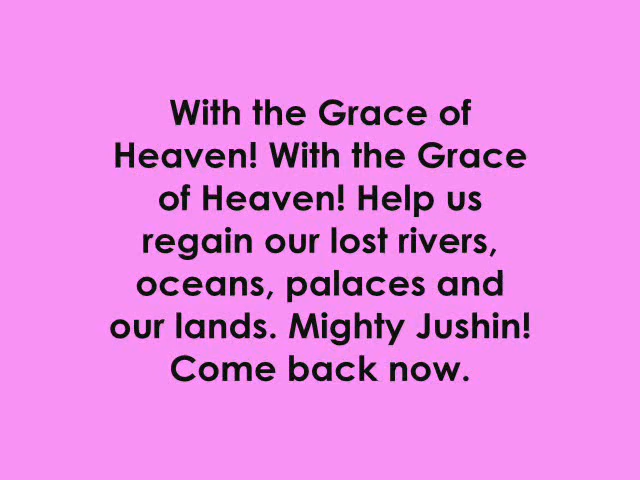 With the Grace of
Heaven! With the Grace
of Heaven! Help us
regain our lost rivers,
oceans, palaces and
our lands. Mighty Jushin!
Come back now.